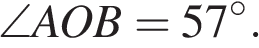 ∠AOB = 57°.